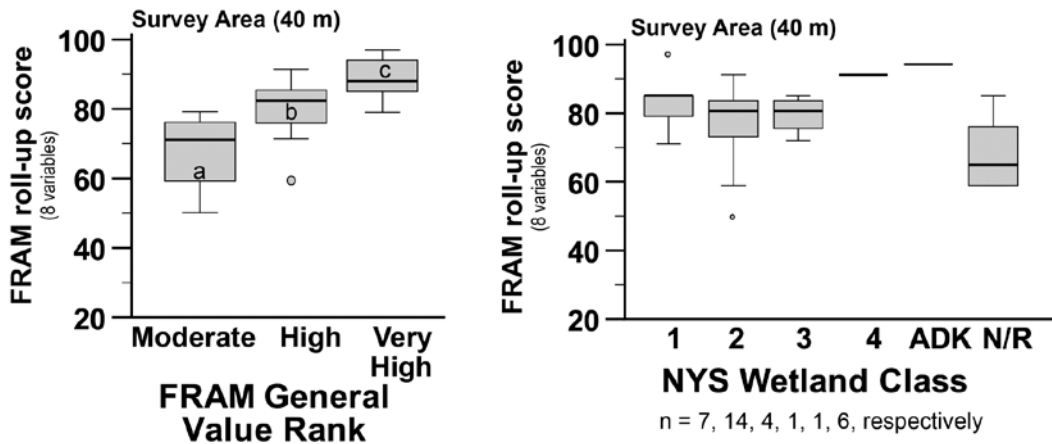 Survey Area (40 m)
FRAM roll-up score
(8 variables)
100
80
60
40
20
a
b
c
Moderate High Very High
FRAM General
Value Rank
Survey Area (40 m)
FRAM roll-up score
(8 variables)
100
80
60
40
20
1 2 3 4 ADK N/R
NYS Wetland Class
n = 7, 14, 4, 1, 1, 6, respectively